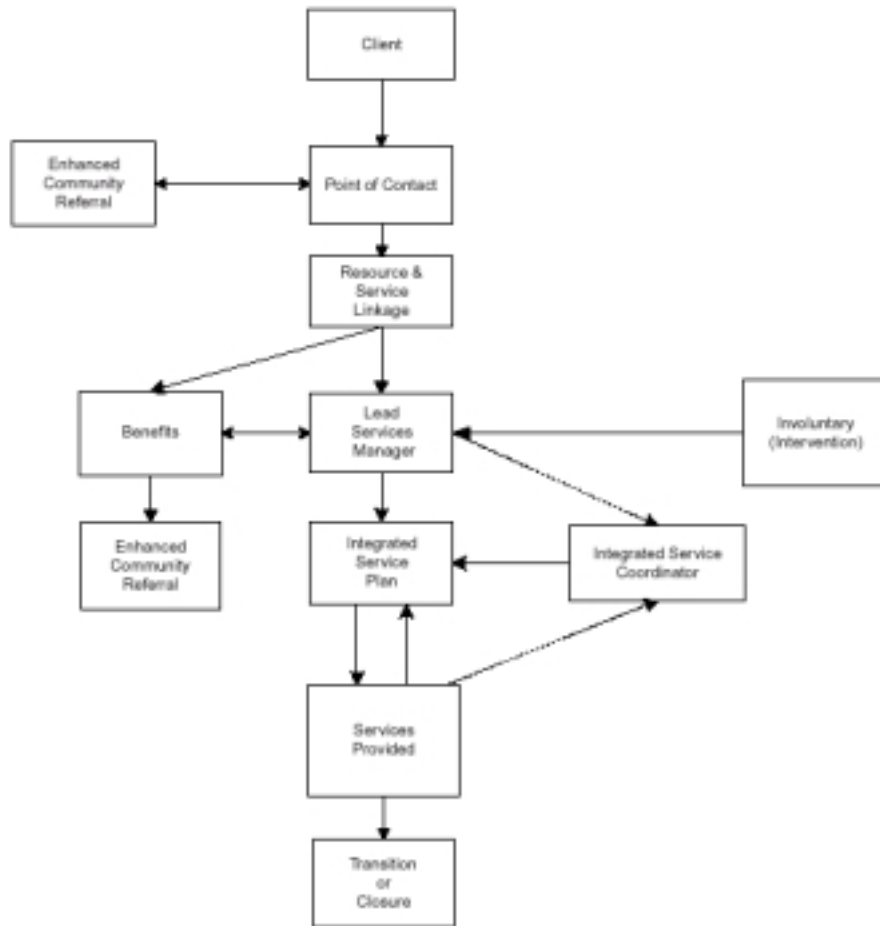 Client
Enhanced
Community
Referral
Point of Contact
Resource &
Service
Linkage
Benefits
Lead
Services
Manager
Involuntary
(Intervention)
Enhanced
Community
Referral
Integrated
Service
Plan
Integrated Service
Coordinator
Services
Provided
Transition
or
Closure